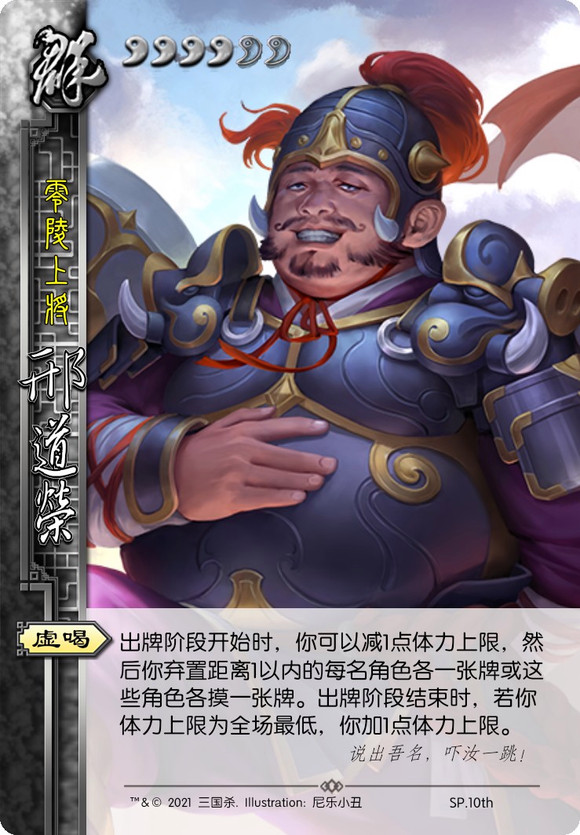 群
零陵上將
邢道榮
虚喝
出牌阶段开始时，你可以减1点体力上限，然
后你弃置距离1以内的每名角色各一张牌或这
些角色各摸一张牌。出牌阶段结束时，若你
体力上限为全场最低，你加1点体力上限。
说出吾名，吓汝一跳！
™&© 2021 三国杀. Illustration: 尼乐小丑
SP.10th